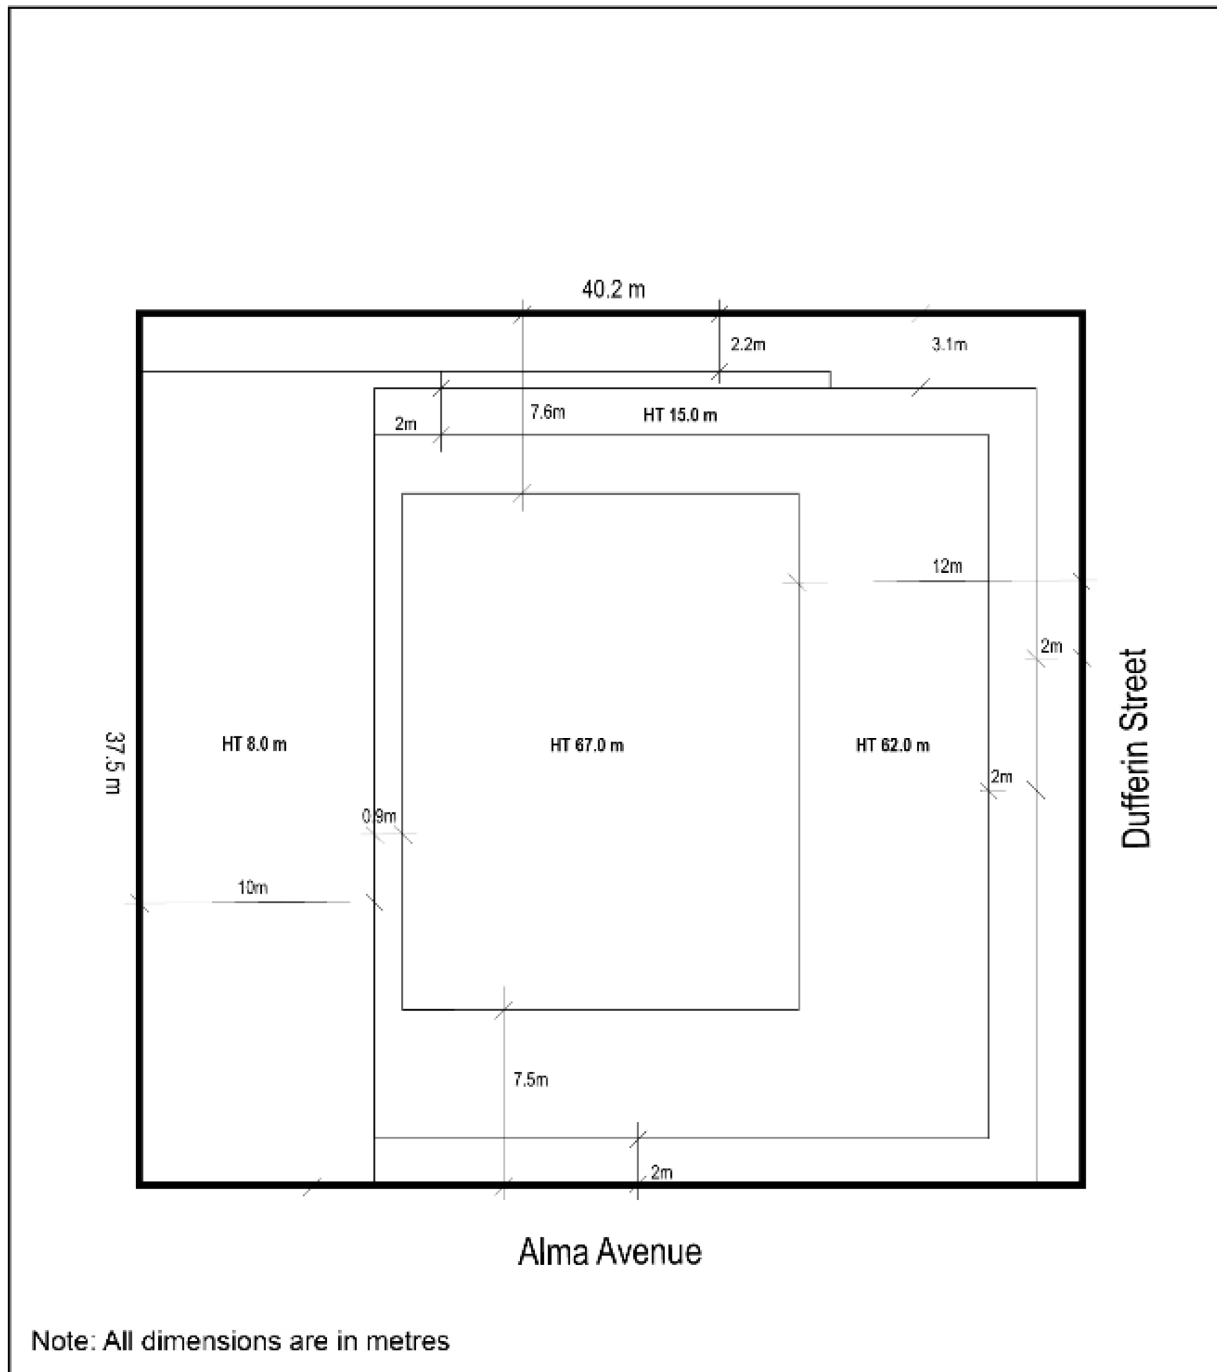 40.2 m
2.2m
3.1m
7.6m
HT 15.0 m
2m
12m
2m
Dufferin Street
37.5 m
HT 8.0 m
HT 67.0 m
HT 62.0 m
2m
0.9m
10m
7.5m
2m
Alma Avenue
Note: All dimensions are in metres